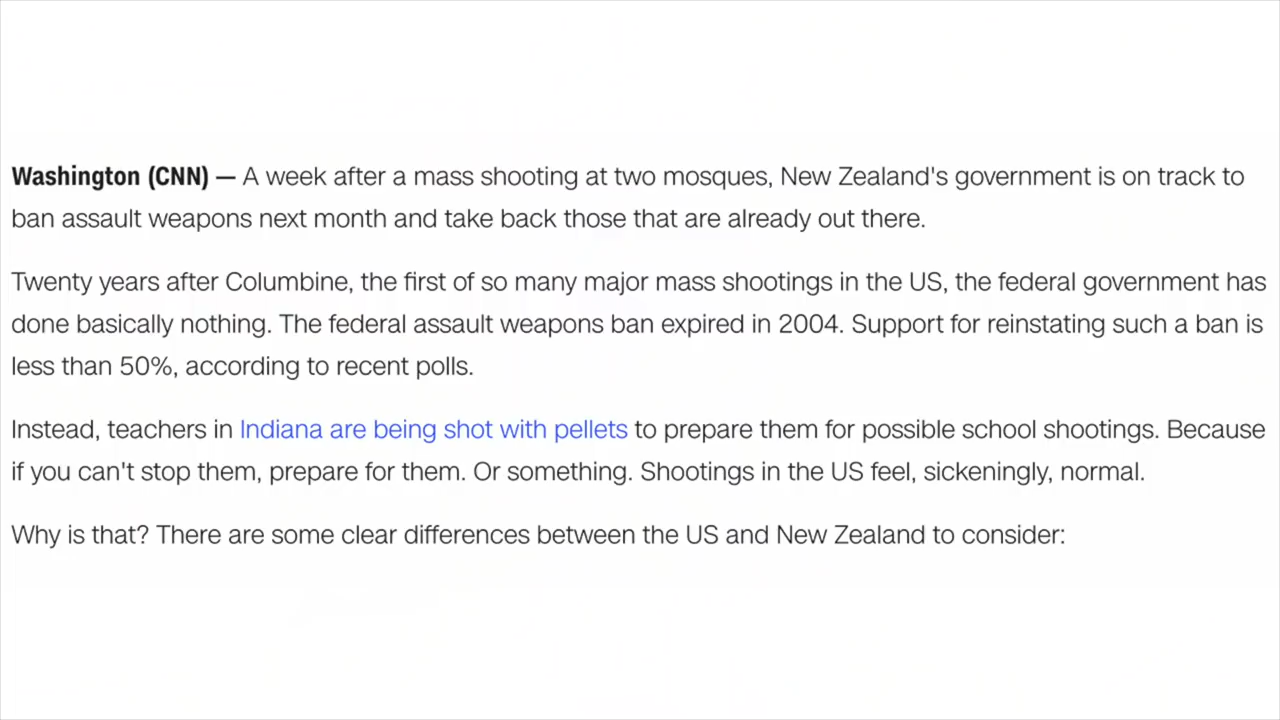 Washington (CNN) — A week after a mass shooting at two mosques, New Zealand's government is on track to
ban assault weapons next month and take back those that are already out there.
Twenty years after Columbine, the first of so many major mass shootings in the US, the federal government has
done basically nothing. The federal assault weapons ban expired in 2004. Support for reinstating such a ban is
less than 50%, according to recent polls.
Instead, teachers in Indiana are being shot with pellets to prepare them for possible school shootings. Because
if you can't stop them, prepare for them. Or something. Shootings in the US feel, sickeningly, normal.
Why is that? There are some clear differences between the US and New Zealand to consider: